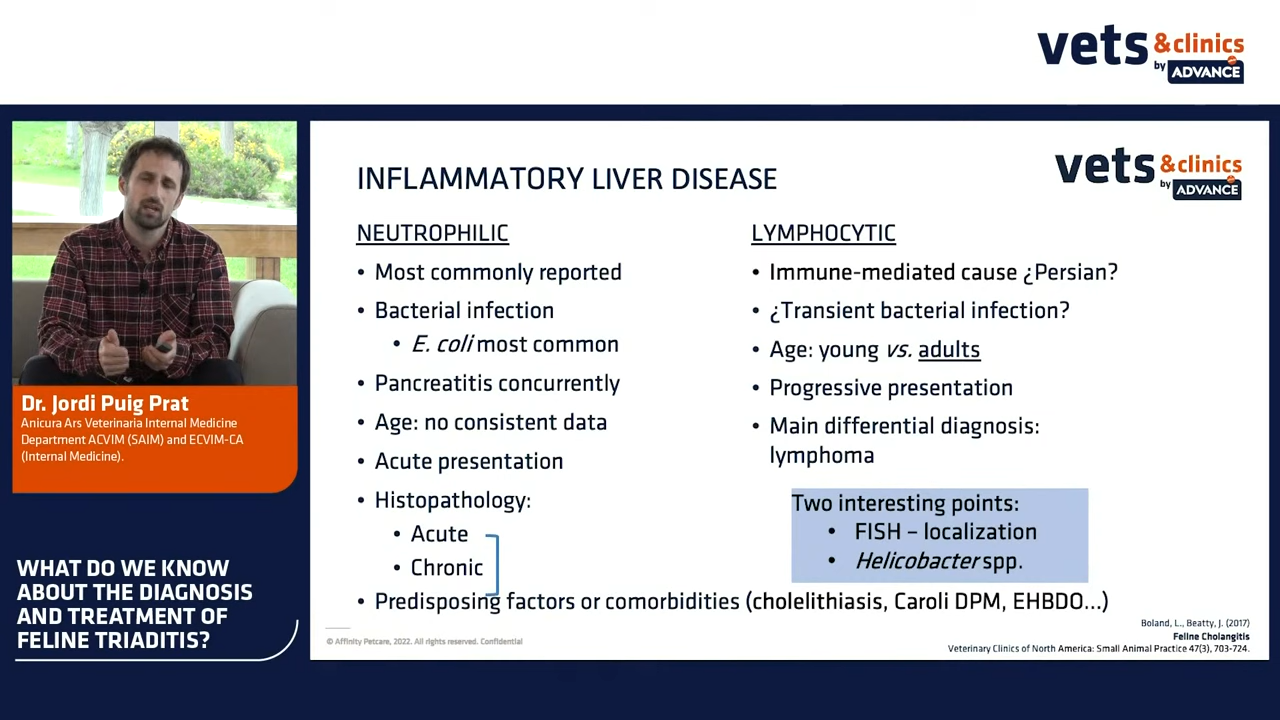 vets &clinics
by ADVANCE
INFLAMMATORY LIVER DISEASE
vets &clinics
by ADVANCE
NEUTROPHILIC
• Most commonly reported
• Bacterial infection
• E. coli most common
• Pancreatitis concurrently
• Age: no consistent data
• Acute presentation
• Histopathology:
• Acute
• Chronic
• Predisposing factors or comorbidities (cholelithiasis, Caroli DPM, EHBDO...)
LYMPHOCYTIC
• Immune-mediated cause ¿Persian?
• ¿Transient bacterial infection?
• Age: young vs. adults
• Progressive presentation
• Main differential diagnosis:
lymphoma
Two interesting points:
• FISH – localization
• Helicobacter spp.
Boland, L., Beatty, J. (2017)
Feline Cholangitis
Veterinary Clinics of North America: Small Animal Practice 47(3), 703-724.
© Affinity Petcare, 2022. All rights reserved. Confidential
Dr. Jordi Puig Prat
Anicura Ars Veterinaria Internal Medicine
Department ACVIM (SAIM) and ECVIM-CA
(Internal Medicine).
WHAT DO WE KNOW
ABOUT THE DIAGNOSIS
AND TREATMENT OF
FELINE TRIADITIS?